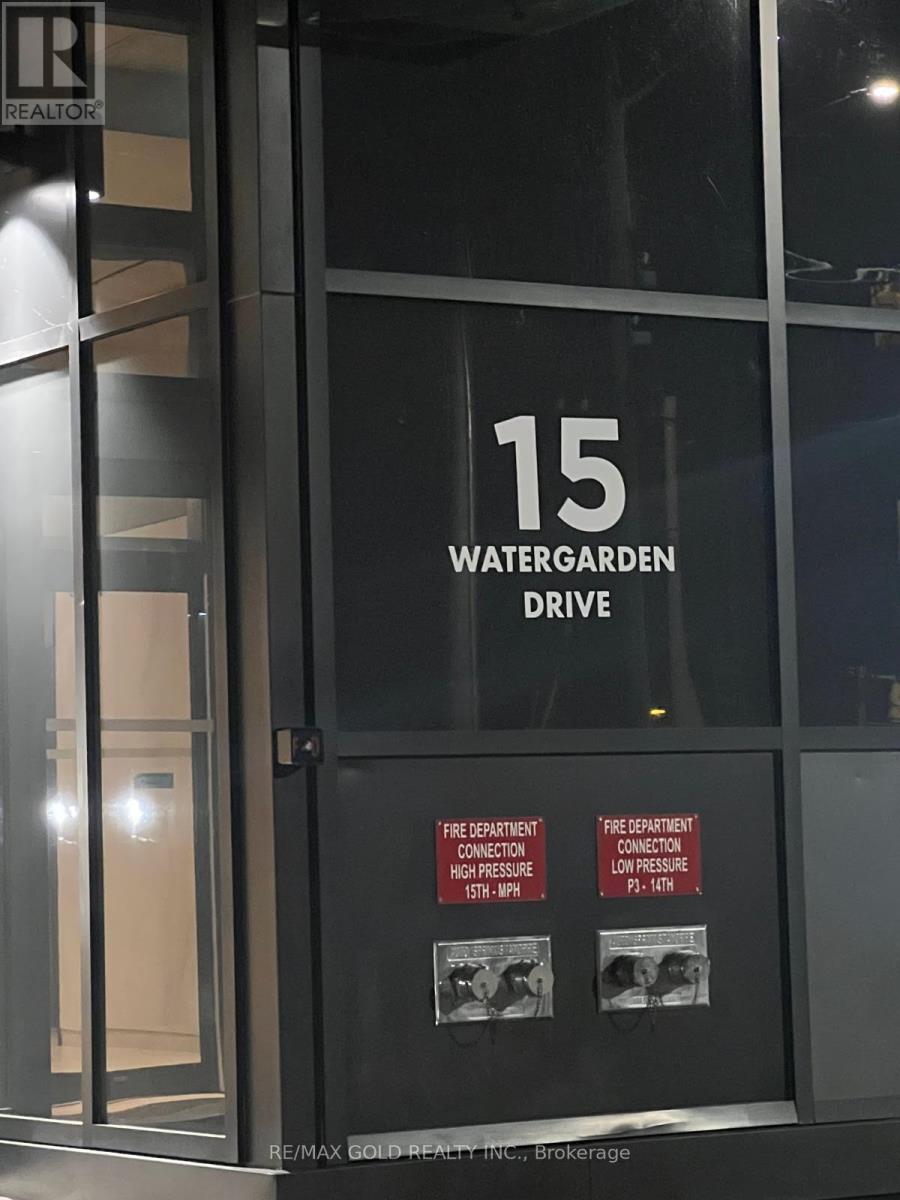 R
REALTOR®
15
WATERGARDEN
DRIVE
FIRE DEPARTMENT
CONNECTION
HIGH PRESSURE
15TH - MPH
FIRE DEPARTMENT
CONNECTION
LOW PRESSURE
P3 - 14TH
RE/MAX GOLD REALTY INC., Brokerage